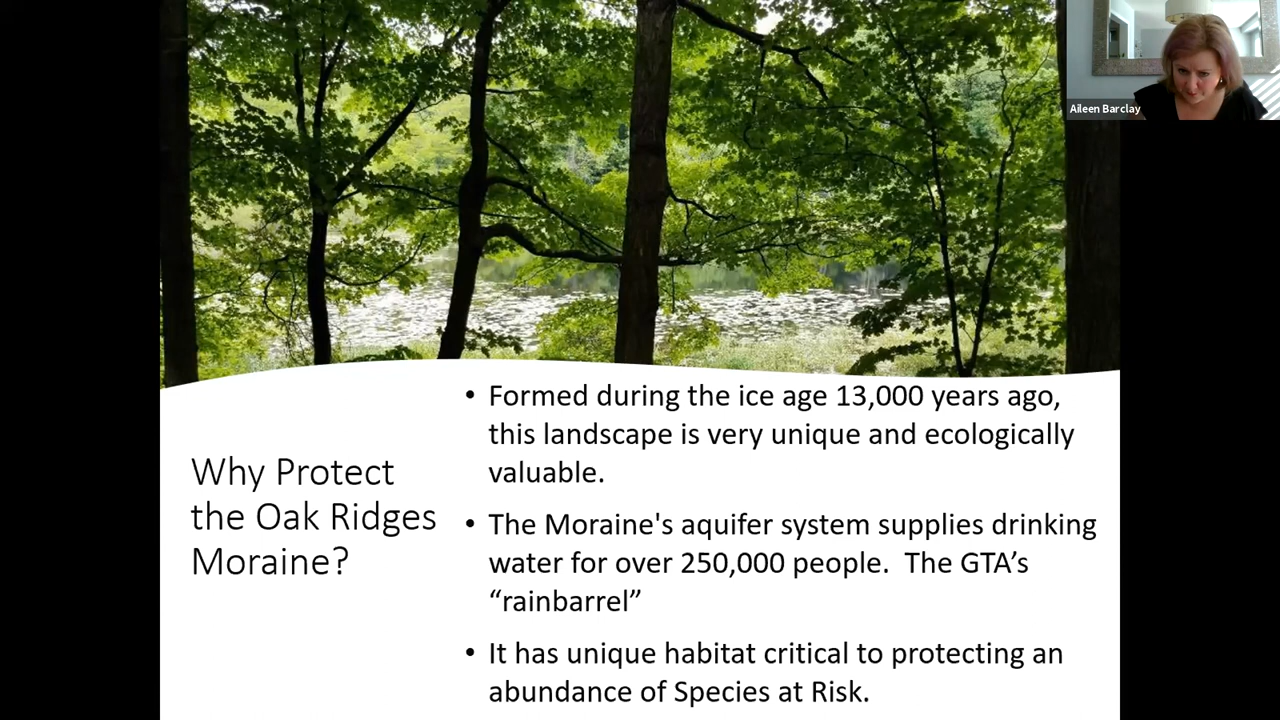 Aileen Barclay
Why Protect
the Oak Ridges
Moraine?
• Formed during the ice age 13,000 years ago,
this landscape is very unique and ecologically
valuable.
• The Moraine's aquifer system supplies drinking
water for over 250,000 people.  The GTA’s
“rainbarrel”
• It has unique habitat critical to protecting an
abundance of Species at Risk.